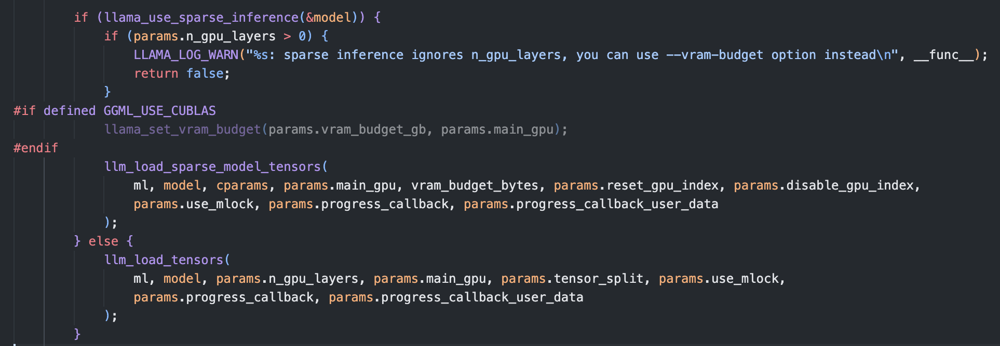 if (llama_use_sparse_inference(&model)) {
if (params.n_gpu_layers > 0) {
LLAMA_LOG_WARN("%s: sparse inference ignores n_gpu_layers, you can use --vram-budget option instead\n", __func__);
return false;
}
#if defined GGML_USE_CUBLAS
llama_set_vram_budget(params.vram_budget_gb, params.main_gpu);
#endif
llm_load_sparse_model_tensors(
ml, model, cparams, params.main_gpu, vram_budget_bytes, params.reset_gpu_index, params.disable_gpu_index,
params.use_mlock, params.progress_callback, params.progress_callback_user_data
);
} else {
llm_load_tensors(
ml, model, params.n_gpu_layers, params.main_gpu, params.tensor_split, params.use_mlock,
params.progress_callback, params.progress_callback_user_data
);
}